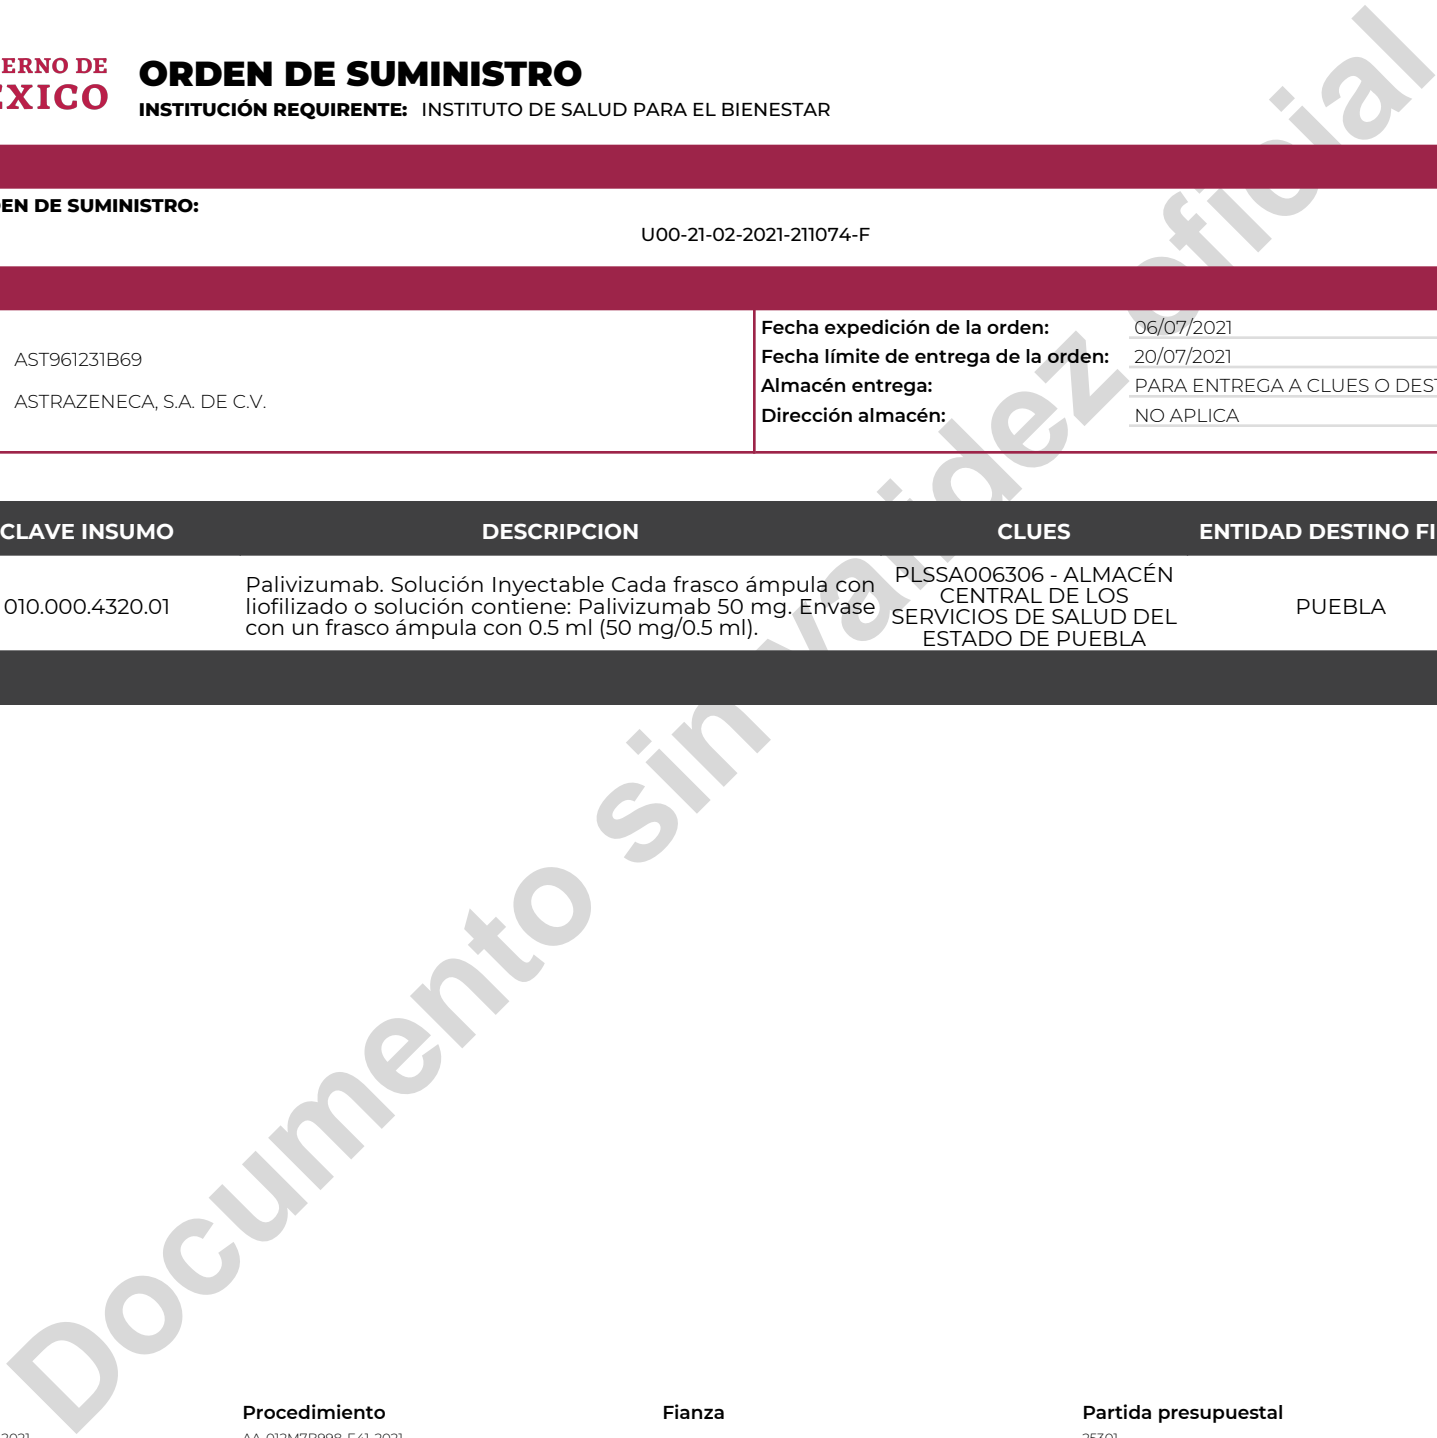 ERNO DE
ORDEN DE SUMINISTRO
INSTITUCIÓN REQUIRENTE: INSTITUTO DE SALUD PARA EL BIENESTAR
EXICO
EN DE SUMINISTRO:
U00-21-02-2021-211074-F
AST961231B69
ASTRAZENECA, S.A. DE C.V.
Fecha expedición de la orden: 06/07/2021
Fecha límite de entrega de la orden: 20/07/2021
Almacén entrega: PARA ENTREGA A CLUES O DEST
Dirección almacén: NO APLICA
CLAVE INSUMO DESCRIPCION CLUES ENTIDAD DESTINO FI
010.000.4320.01
Palivizumab. Solución Inyectable Cada frasco ámpula con
liofilizado o solución contiene: Palivizumab 50 mg. Envase
con un frasco ámpula con 0.5 ml (50 mg/0.5 ml).
PLSSA006306 - ALMACÉN
CENTRAL DE LOS
SERVICIOS DE SALUD DEL
ESTADO DE PUEBLA
PUEBLA
Documento sin validez oficial
Procedimiento Fianza Partida presupuestal